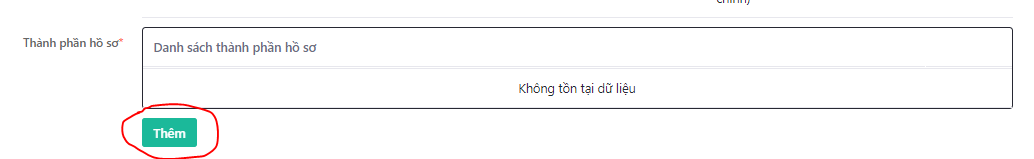 chính)
Thành phần hồ sơ*
Danh sách thành phần hồ sơ
Không tồn tại dữ liệu
Thêm